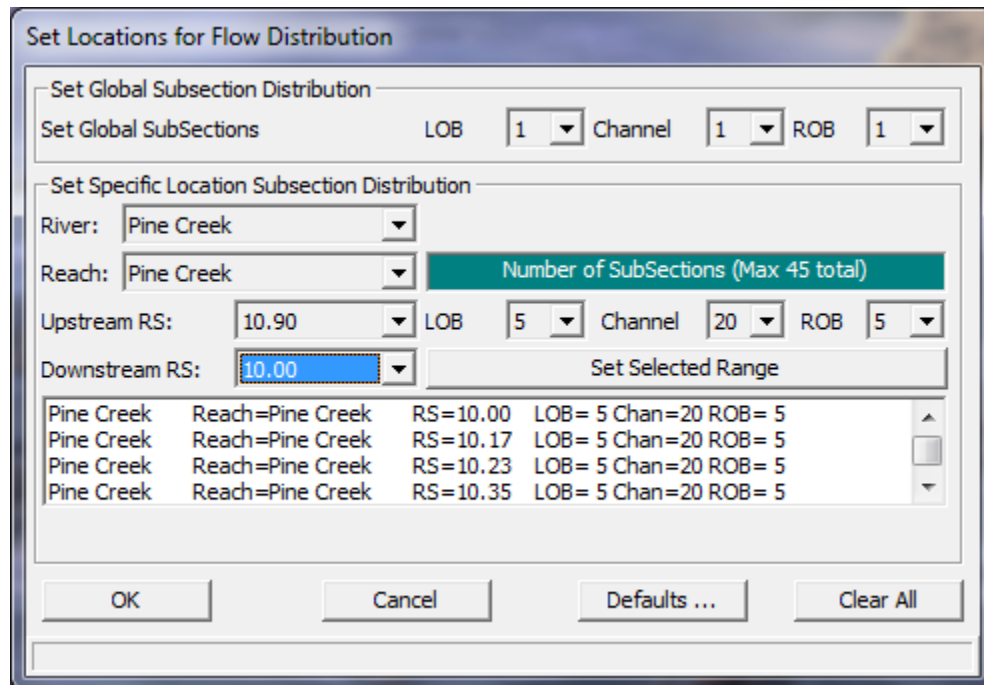 Set Locations for Flow Distribution
Set Global Subsection Distribution
Set Global SubSections LOB 1 Channel 1 ROB 1
Set Specific Location Subsection Distribution
River: Pine Creek
Reach: Pine Creek Number of SubSections (Max 45 total)
Upstream RS: 10.90 LOB 5 Channel 20 ROB 5
Downstream RS: 10.00 Set Selected Range
Pine Creek Reach=Pine Creek RS=10.00 LOB= 5 Chan=20 ROB= 5
Pine Creek Reach=Pine Creek RS=10.17 LOB= 5 Chan=20 ROB= 5
Pine Creek Reach=Pine Creek RS=10.23 LOB= 5 Chan=20 ROB= 5
Pine Creek Reach=Pine Creek RS=10.35 LOB= 5 Chan=20 ROB= 5
OK Cancel Defaults ... Clear All